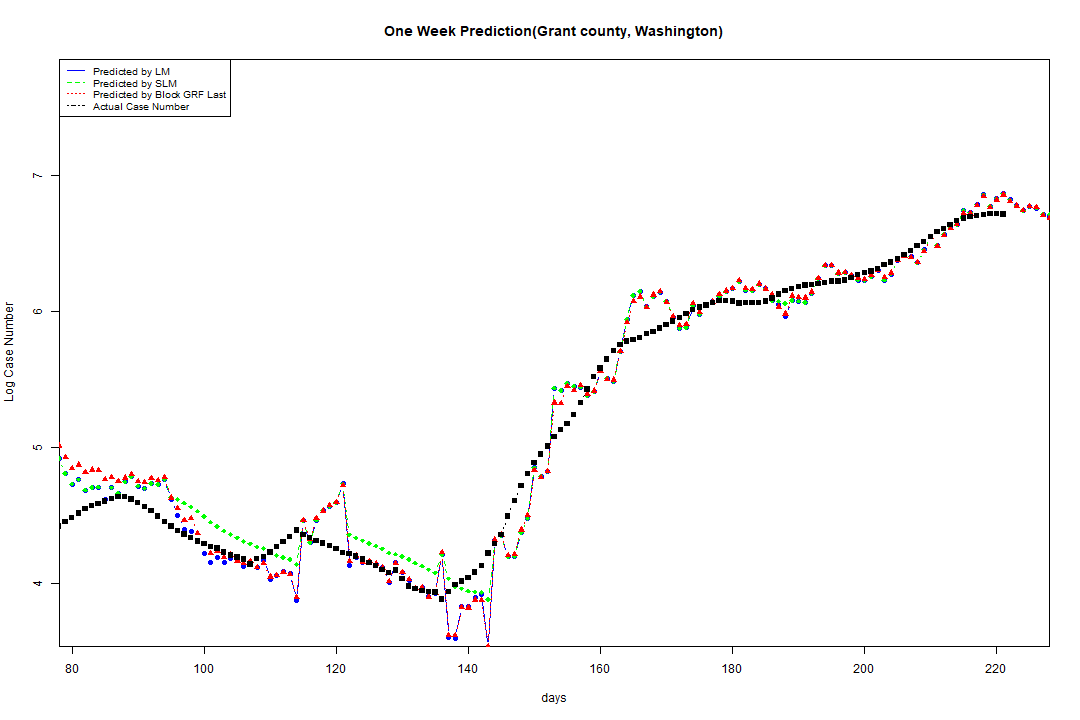 One Week Prediction(Grant county, Washington)
Predicted by LM
Predicted by SLM
Predicted by Block GRF Last
Actual Case Number
7
6
5
4
Log Case Number
80 100 120 140 160 180 200 220
days